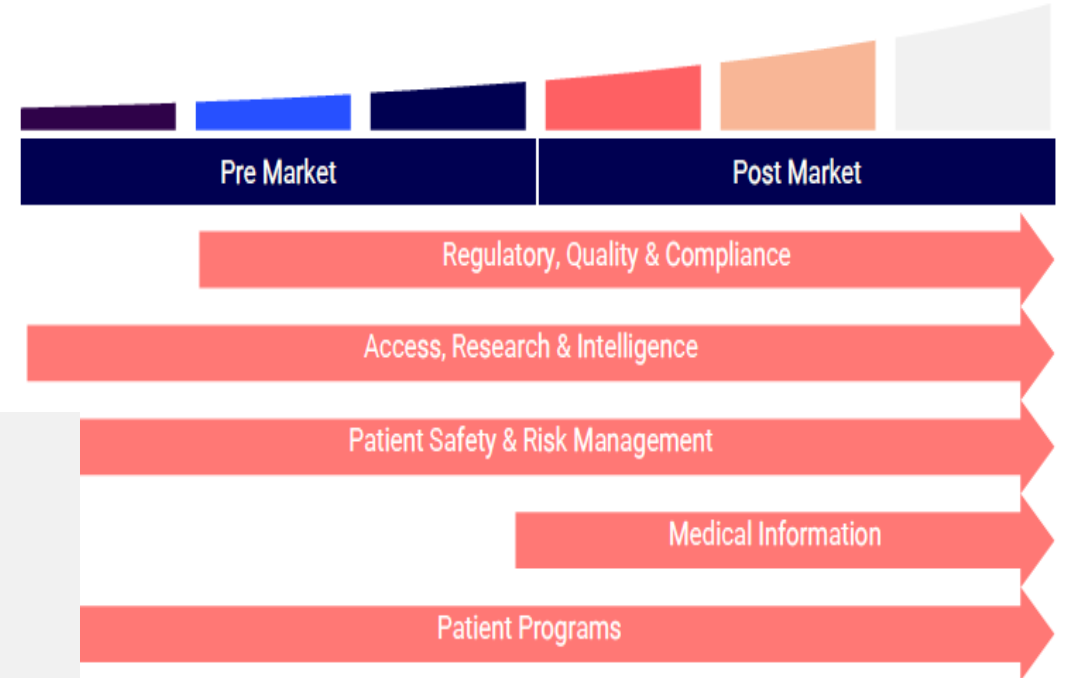 Pre Market
Post Market
Regulatory, Quality & Compliance
Access, Research & Intelligence
Patient Safety & Risk Management
Medical Information
Patient Programs